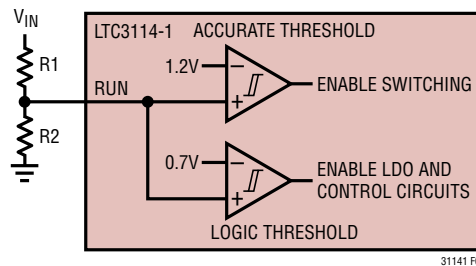 V_IN
LTC3114-1 ACCURATE THRESHOLD
R1
1.2V
−
ENABLE SWITCHING
RUN
+
R2
0.7V
−
ENABLE LDO AND
CONTROL CIRCUITS
+
LOGIC THRESHOLD
31141